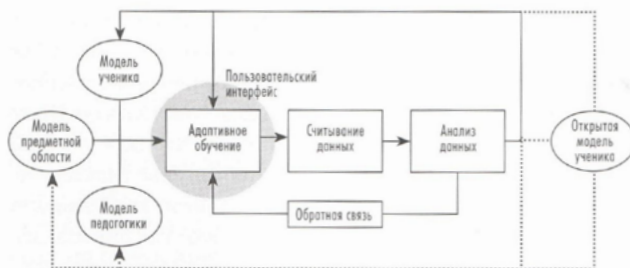 Модель
ученика
Пользовательский
интерфейс
Модель
предметной
области
Адаптивное
обучение
Считывание
данных
Анализ
данных
Открытая
модель
ученика
Модель
педагогики
Обратная связь